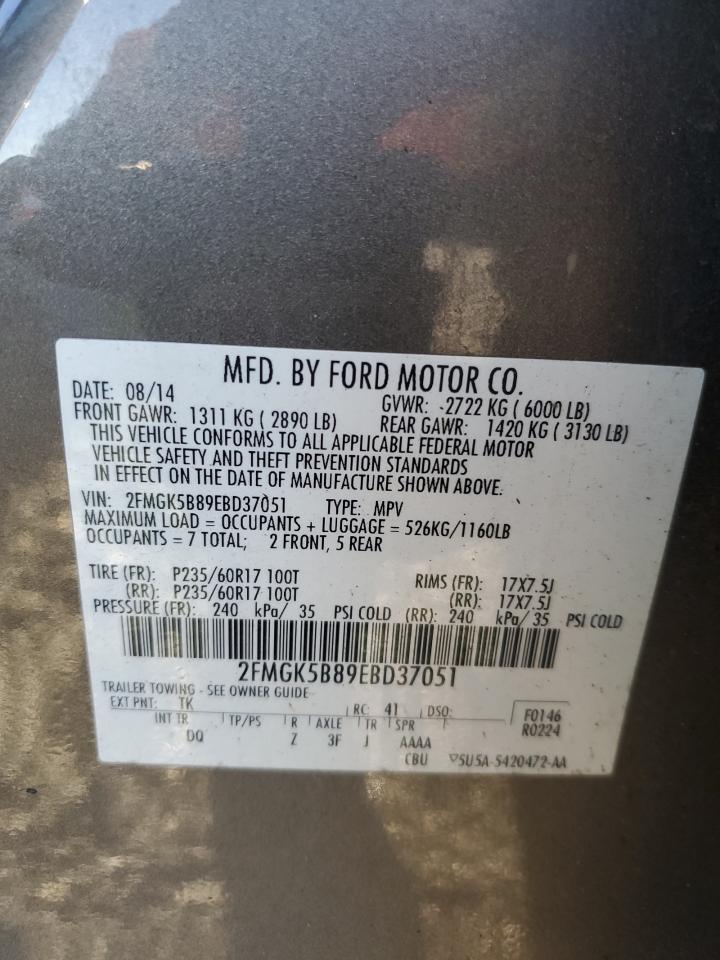 MFD. BY FORD MOTOR CO.
DATE: 08/14 GVWR: 2722 KG ( 6000 LB)
FRONT GAWR: 1311 KG ( 2890 LB) REAR GAWR: 1420 KG ( 3130 LB)
THIS VEHICLE CONFORMS TO ALL APPLICABLE FEDERAL MOTOR
VEHICLE SAFETY AND THEFT PREVENTION STANDARDS
IN EFFECT ON THE DATE OF MANUFACTURE SHOWN ABOVE.
VIN: 2FMGK5B89EBD37051 TYPE: MPV
MAXIMUM LOAD = OCCUPANTS + LUGGAGE = 526KG/1160LB
OCCUPANTS = 7 TOTAL; 2 FRONT, 5 REAR
TIRE (FR): P235/60R17 100T RIMS (FR): 17X7.5J
(RR): P235/60R17 100T (RR): 17X7.5J
PRESSURE (FR): 240 kPa/ 35 PSI COLD (RR): 240 kPa/ 35 PSI COLD
2FMGK5B89EBD37051
TRAILER TOWING - SEE OWNER GUIDE
EXT PNT: TK RC: 41 DSO: F0146
INT TR TP/PS R AXLE TR SPR R0224
DQ Z 3F J AAAA
CBU 5U5A-5420472-AA